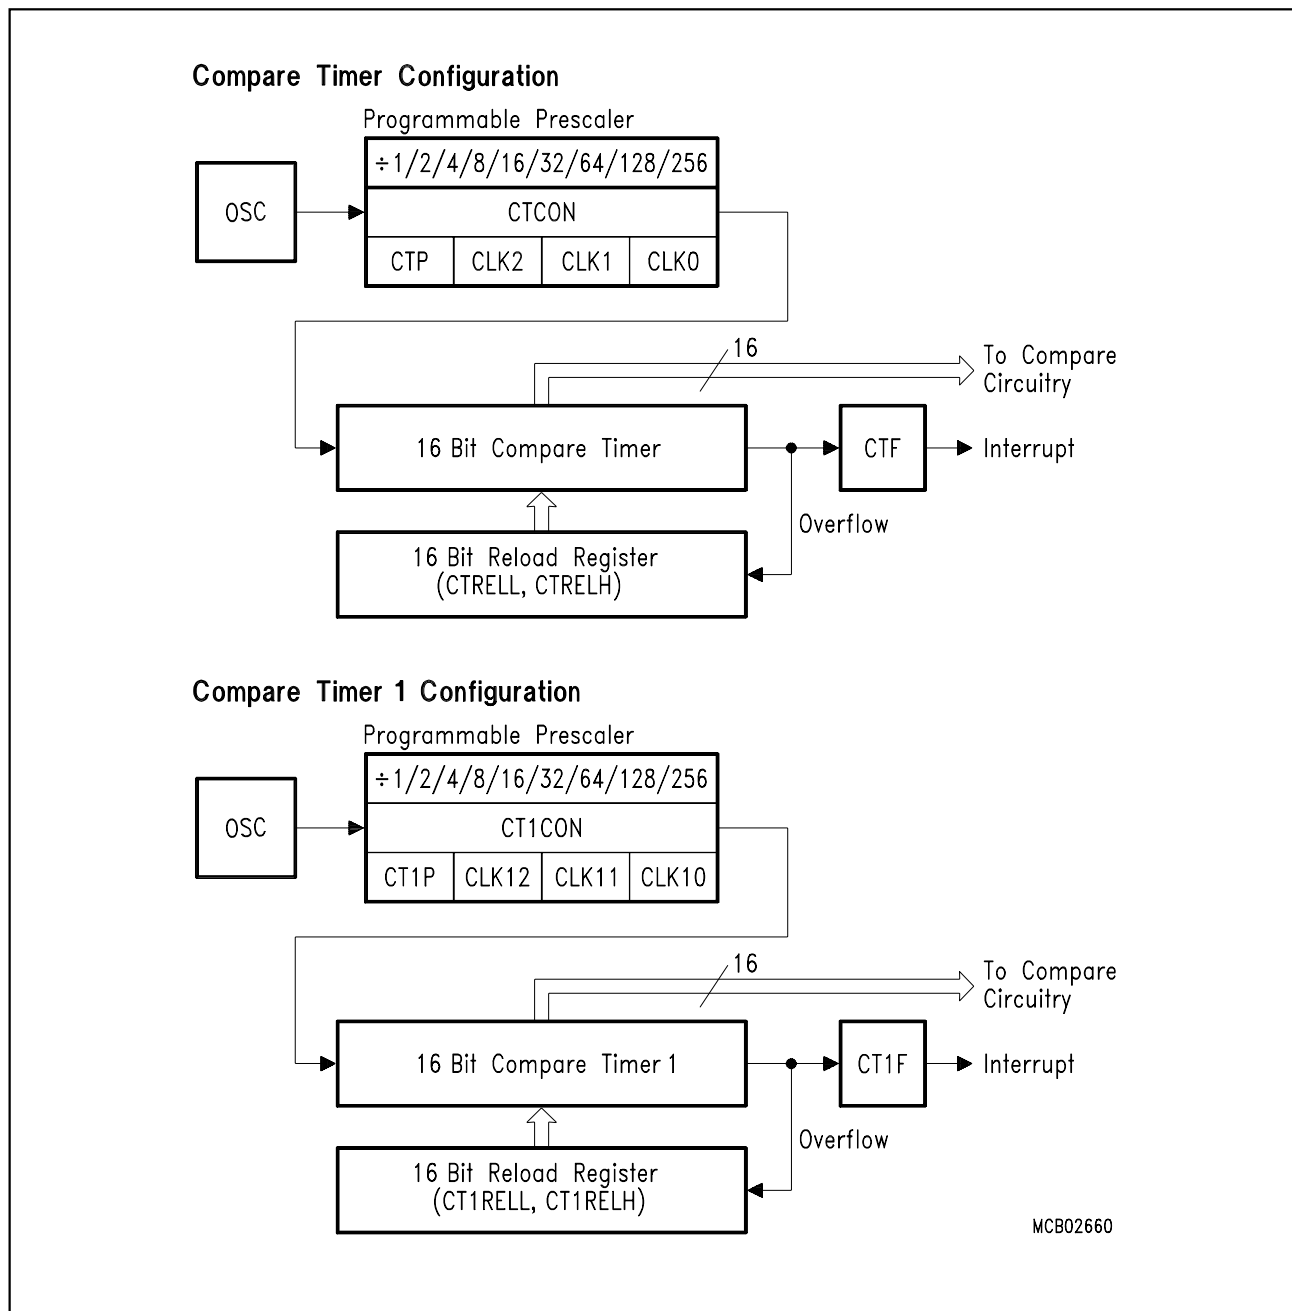 Compare Timer Configuration
Programmable Prescaler
÷1/2/4/8/16/32/64/128/256
OSC
CTCON
CTP CLK2 CLK1 CLK0
16
To Compare
Circuitry
16 Bit Compare Timer
CTF
Interrupt
Overflow
16 Bit Reload Register
(CTRELL, CTRELH)
Compare Timer 1 Configuration
Programmable Prescaler
÷1/2/4/8/16/32/64/128/256
OSC
CT1CON
CT1P CLK12 CLK11 CLK10
16
To Compare
Circuitry
16 Bit Compare Timer 1
CT1F
Interrupt
Overflow
16 Bit Reload Register
(CT1RELL, CT1RELH)
MCB02660